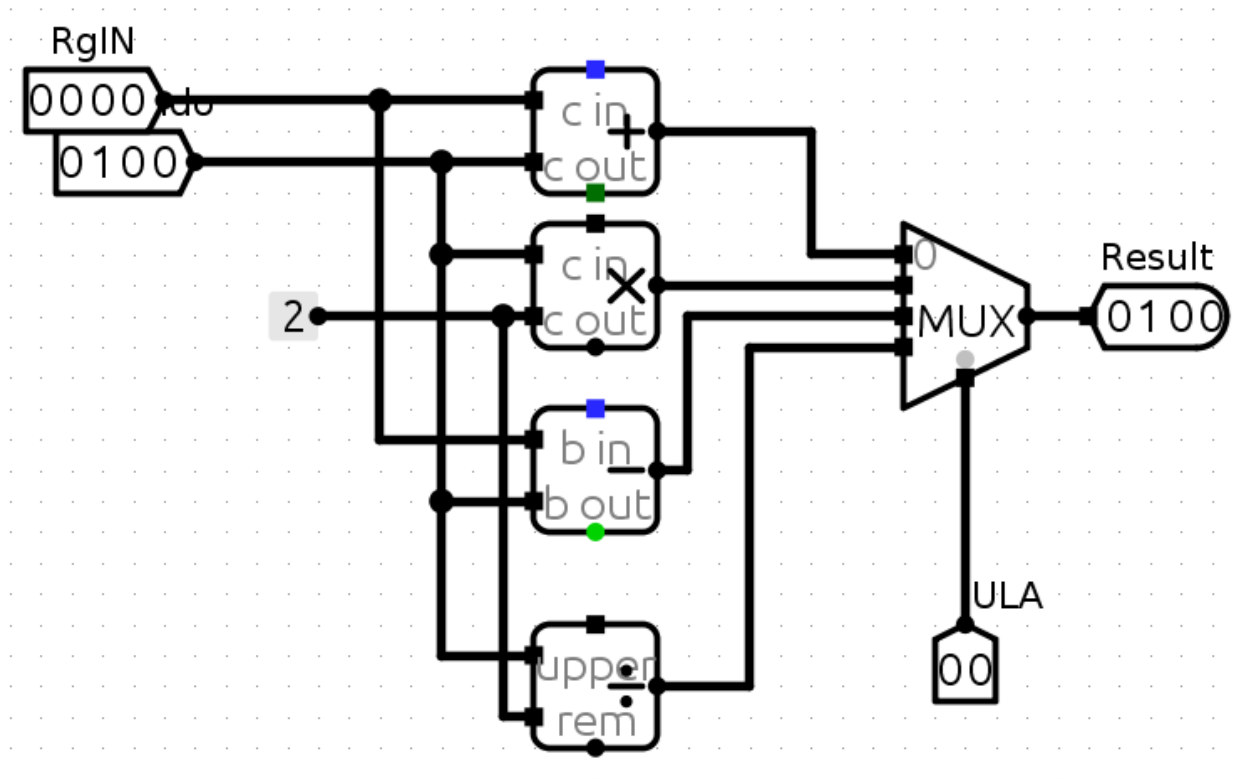 RgIN
0000
0100
c in
+
c out
c in
×
c out
2
b in
−
b out
upper
÷
rem
0
MUX
Result
0100
ULA
00